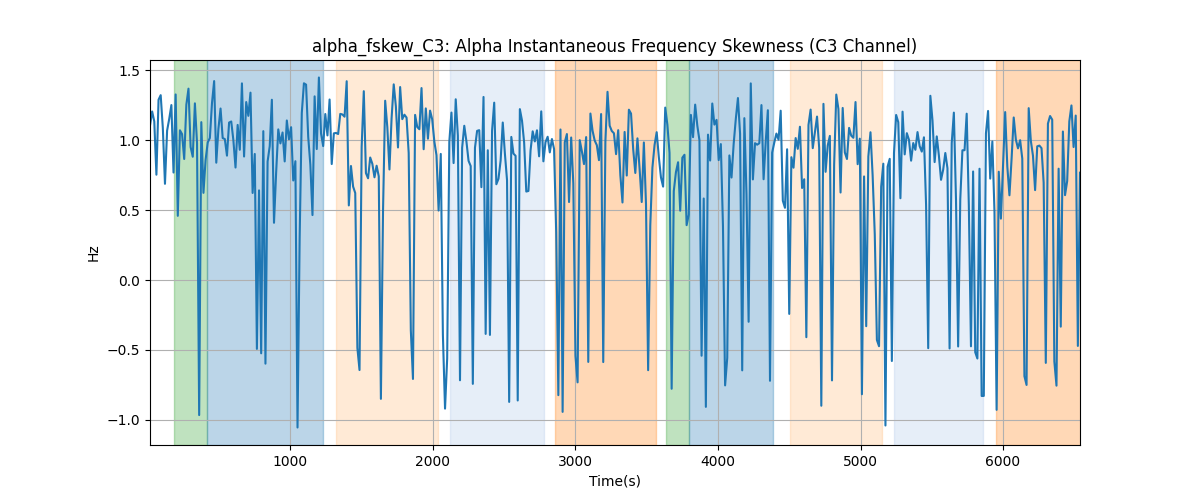 alpha_fskew_C3: Alpha Instantaneous Frequency Skewness (C3 Channel)
1.5
1.0
0.5
0.0
−0.5
−1.0
Hz
1000 2000 3000 4000 5000 6000
Time(s)